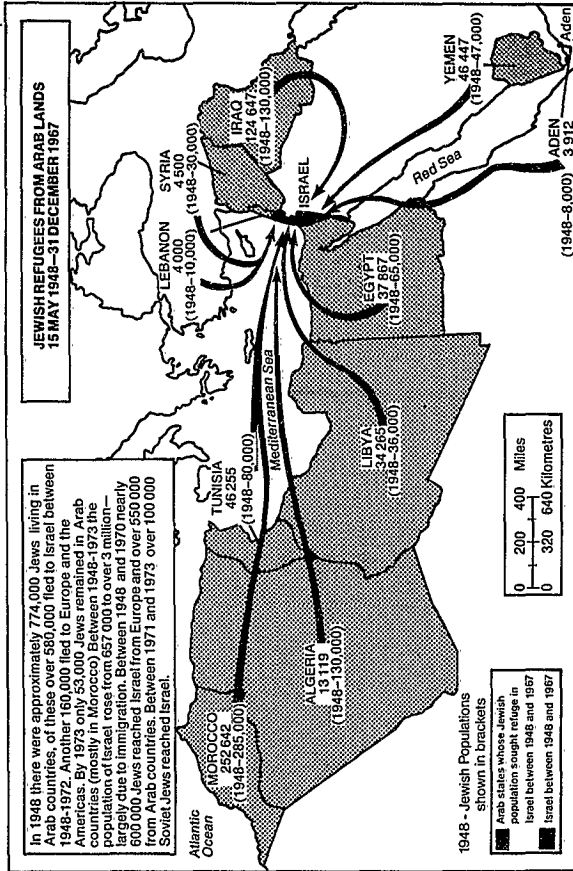 JEWISH REFUGEES FROM ARAB LANDS
15 MAY 1948–31 DECEMBER 1967
In 1948 there were approximately 774,000 Jews living in
Arab countries, of these over 580,000 fled to Israel between
1948-1972. Another 160,000 fled to Europe and the
Americas. By 1973 only 53,000 Jews remained in Arab
countries (mostly in Morocco) Between 1948-1973 the
population of Israel rose from 657 000 to over 3 million—
largely due to immigration. Between 1948 and 1970 nearly
600 000 Jews reached Israel from Europe and over 550 000
from Arab countries. Between 1971 and 1973 over 100 000
Soviet Jews reached Israel.
Atlantic
Ocean
MOROCCO
252 642
(1948–285,000)
ALGERIA
13 119
(1948–130,000)
TUNISIA
46 255
(1948–80,000)
Mediterranean Sea
LIBYA
34 265
(1948–36,000)
EGYPT
37 867
(1948–65,000)
LEBANON
4 000
(1948–10,000)
SYRIA
4 500
(1948–30,000)
IRAQ
124 647
(1948–130,000)
ISRAEL
Red Sea
YEMEN
46 447
(1948–47,000)
ADEN
3 912
(1948–8,000)
Aden
1948 - Jewish Populations
shown in brackets
Arab states whose Jewish
population sought refuge in
Israel between 1948 and 1967
Israel between 1948 and 1967
0 200 400 Miles
0 320 640 Kilometres